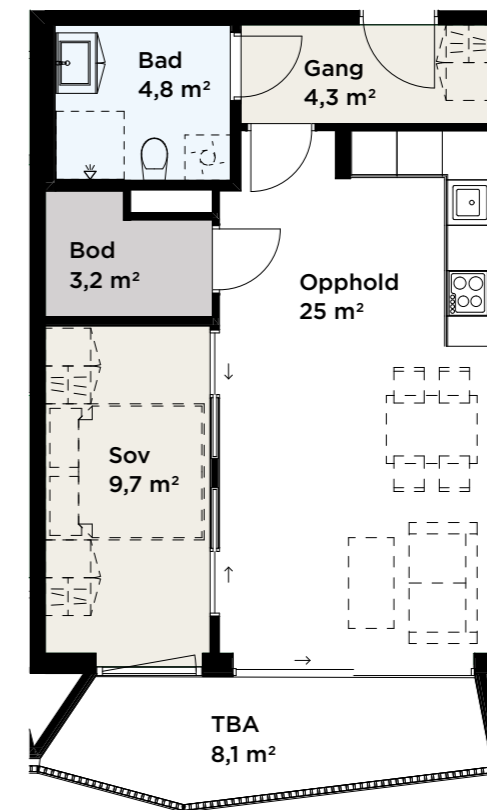 Bad
4,8 m²
Gang
4,3 m²
Bod
3,2 m²
Opphold
25 m²
Sov
9,7 m²
TBA
8,1 m²